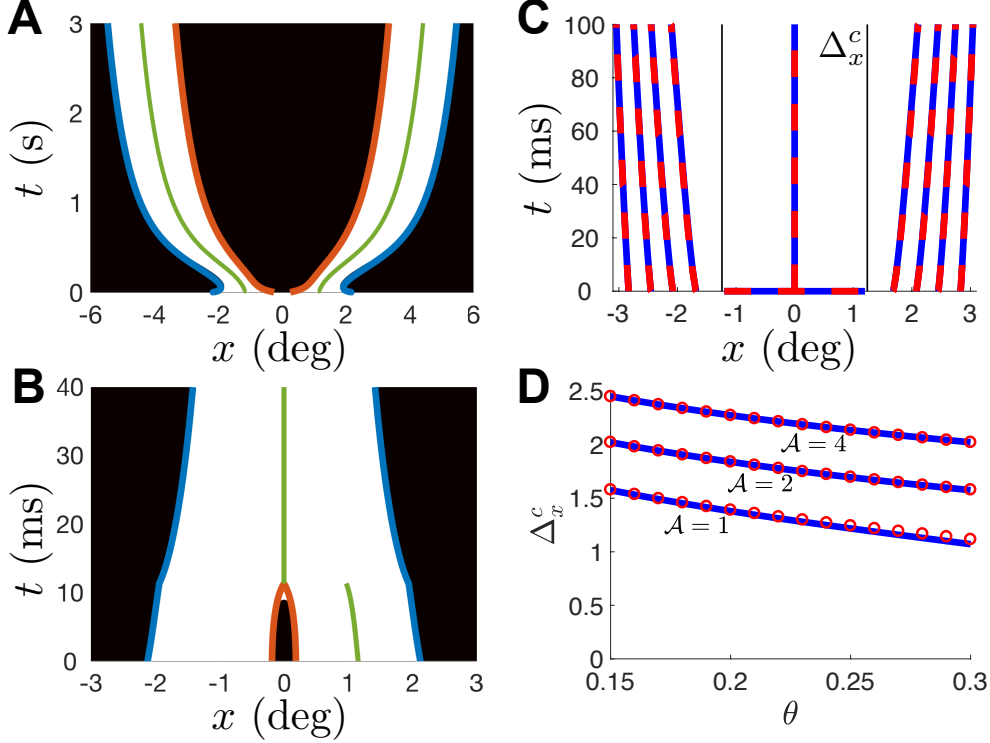 A
3
2
1
0
t (s)
-6 -4 -2 0 2 4 6
x (deg)
B
40
30
20
10
0
t (ms)
-3 -2 -1 0 1 2 3
x (deg)
C
100
80
60
40
20
0
t (ms)
Δ_x^c
-3 -2 -1 0 1 2 3
x (deg)
D
2.5
2
1.5
1
0.5
0
Δ_x^c
𝒜 = 4
𝒜 = 2
𝒜 = 1
0.15 0.2 0.25 0.3
θ